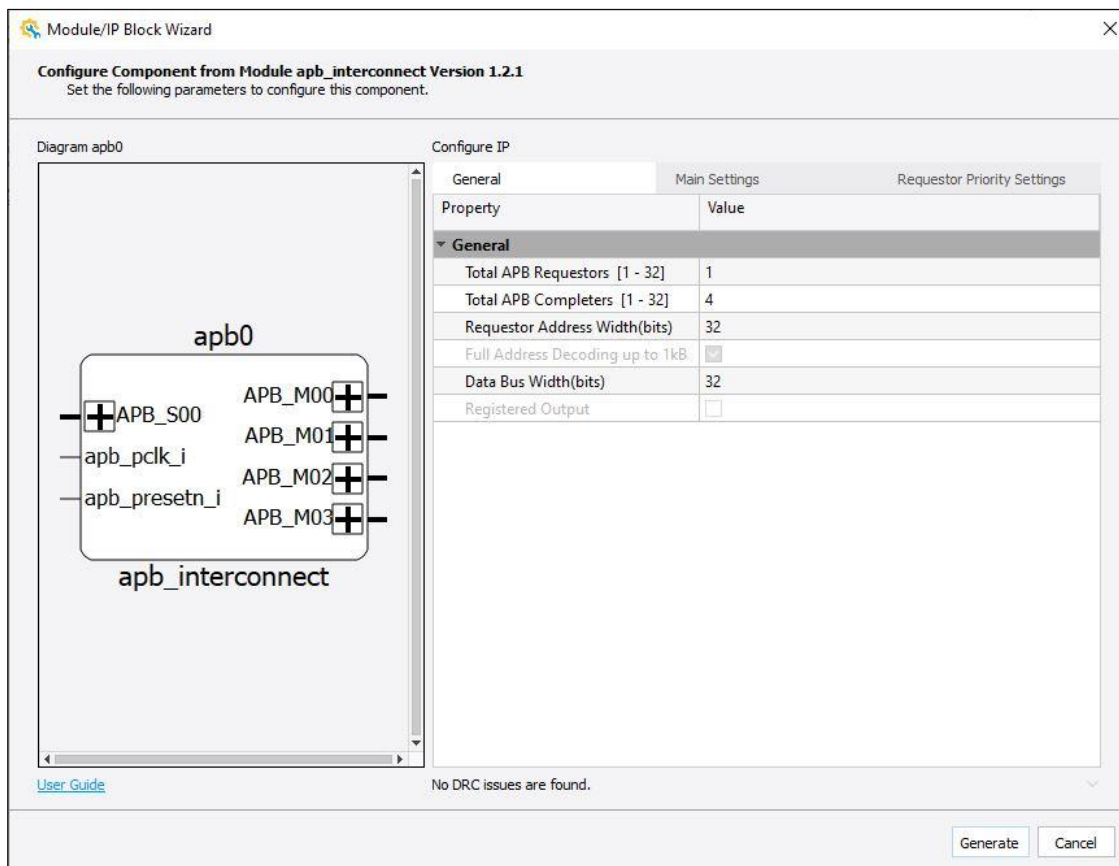 Module/IP Block Wizard
Configure Component from Module apb_interconnect Version 1.2.1
Set the following parameters to configure this component.
Diagram apb0
Configure IP
General Main Settings Requestor Priority Settings
Property Value
General
Total APB Requestors [1 - 32] 1
Total APB Completers [1 - 32] 4
Requestor Address Width(bits) 32
Full Address Decoding up to 1kB
Data Bus Width(bits) 32
Registered Output
apb0
APB_S00
apb_pclk_i
apb_presetn_i
APB_M00
APB_M01
APB_M02
APB_M03
apb_interconnect
User Guide
No DRC issues are found.
Generate Cancel